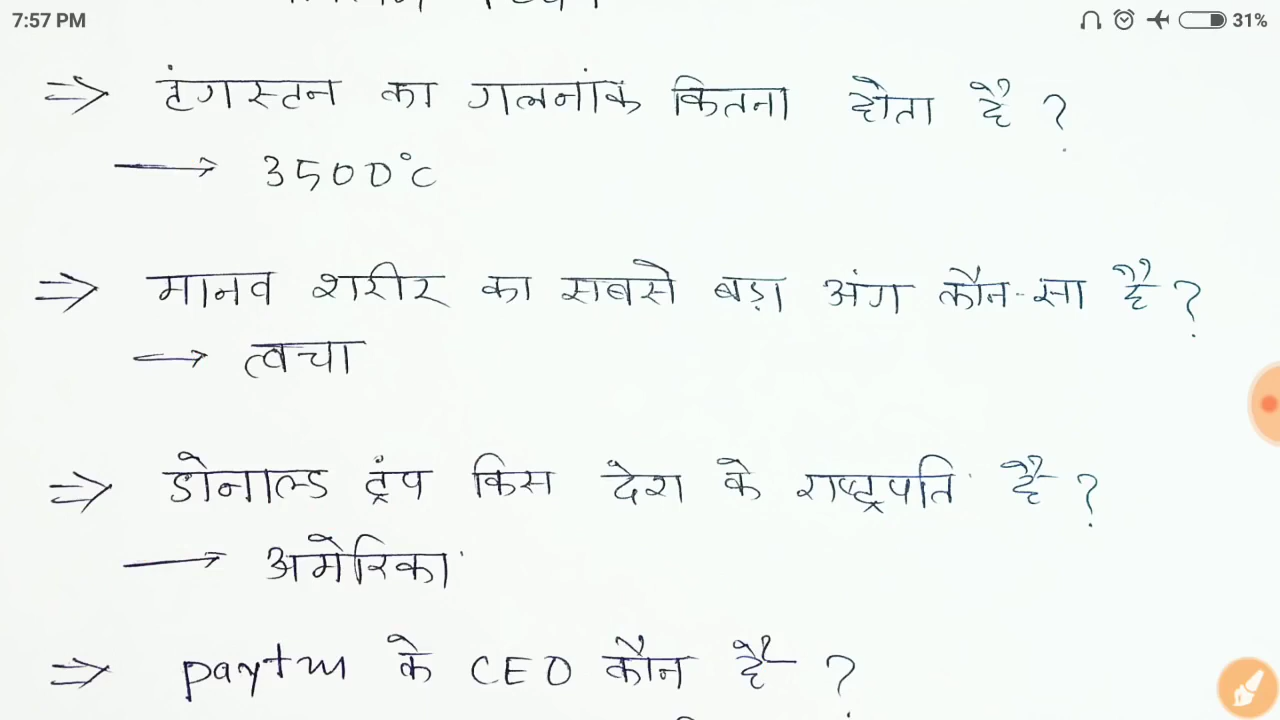 7:57 PM 31%
⇒ टंगस्टन का गलनांक कितना होता है ?
→ 3500°C
⇒ मानव शरीर का सबसे बड़ा अंग कौन-सा है ?
→ त्वचा
⇒ डोनाल्ड ट्रंप किस देश के राष्ट्रपति है ?
→ अमेरिका
⇒ paytm के CEO कौन है ?